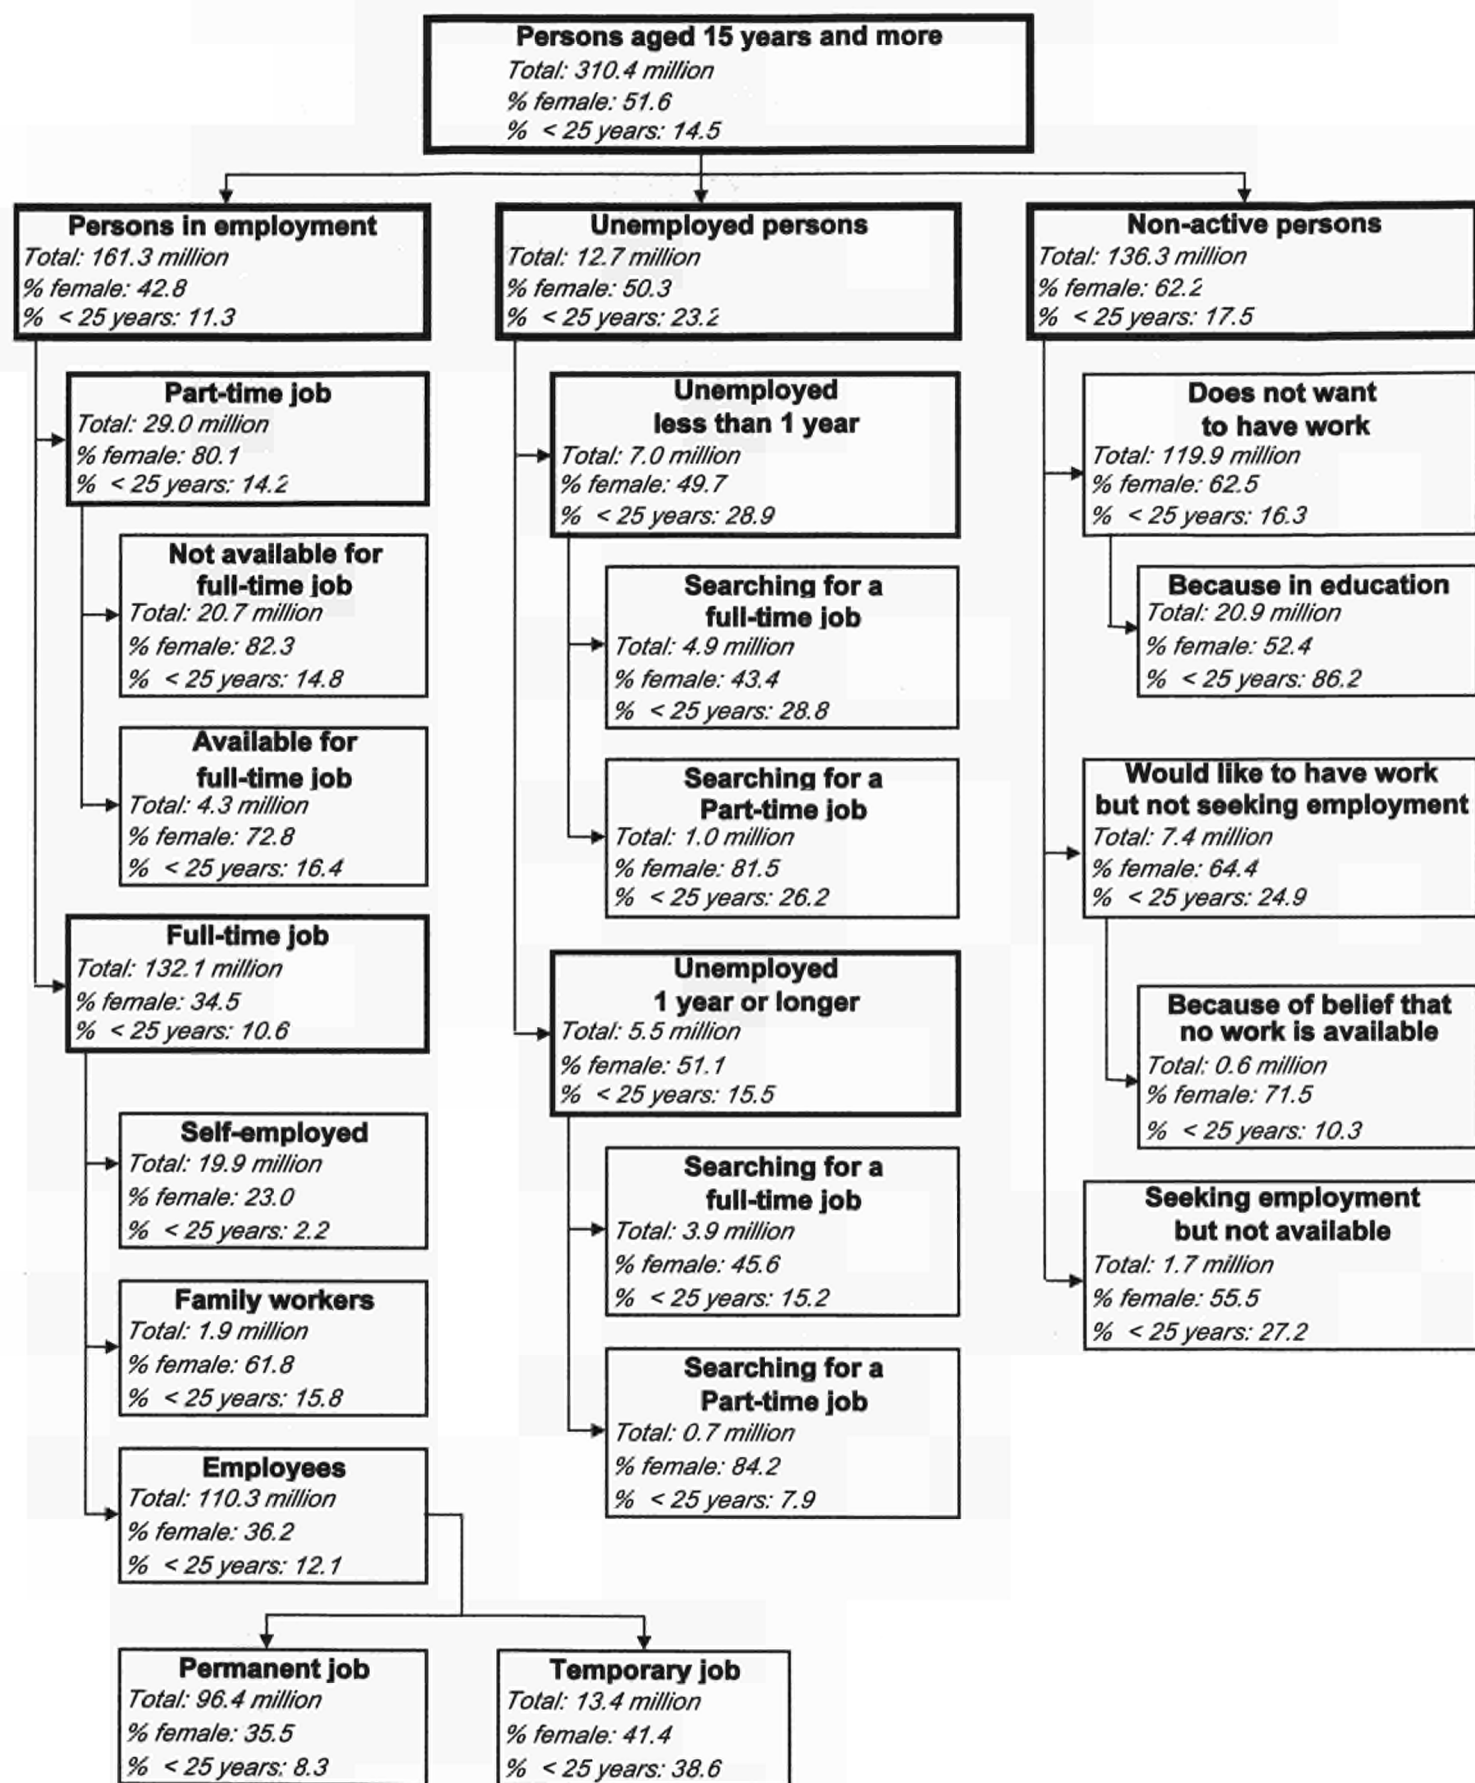 Persons aged 15 years and more
Total: 310.4 million
% female: 51.6
% < 25 years: 14.5
Persons in employment
Total: 161.3 million
% female: 42.8
% < 25 years: 11.3
Part-time job
Total: 29.0 million
% female: 80.1
% < 25 years: 14.2
Not available for
full-time job
Total: 20.7 million
% female: 82.3
% < 25 years: 14.8
Available for
full-time job
Total: 4.3 million
% female: 72.8
% < 25 years: 16.4
Full-time job
Total: 132.1 million
% female: 34.5
% < 25 years: 10.6
Self-employed
Total: 19.9 million
% female: 23.0
% < 25 years: 2.2
Family workers
Total: 1.9 million
% female: 61.8
% < 25 years: 15.8
Employees
Total: 110.3 million
% female: 36.2
% < 25 years: 12.1
Permanent job
Total: 96.4 million
% female: 35.5
% < 25 years: 8.3
Temporary job
Total: 13.4 million
% female: 41.4
% < 25 years: 38.6
Unemployed persons
Total: 12.7 million
% female: 50.3
% < 25 years: 23.2
Unemployed
less than 1 year
Total: 7.0 million
% female: 49.7
% < 25 years: 28.9
Searching for a
full-time job
Total: 4.9 million
% female: 43.4
% < 25 years: 28.8
Searching for a
Part-time job
Total: 1.0 million
% female: 81.5
% < 25 years: 26.2
Unemployed
1 year or longer
Total: 5.5 million
% female: 51.1
% < 25 years: 15.5
Searching for a
full-time job
Total: 3.9 million
% female: 45.6
% < 25 years: 15.2
Searching for a
Part-time job
Total: 0.7 million
% female: 84.2
% < 25 years: 7.9
Non-active persons
Total: 136.3 million
% female: 62.2
% < 25 years: 17.5
Does not want
to have work
Total: 119.9 million
% female: 62.5
% < 25 years: 16.3
Because in education
Total: 20.9 million
% female: 52.4
% < 25 years: 86.2
Would like to have work
but not seeking employment
Total: 7.4 million
% female: 64.4
% < 25 years: 24.9
Because of belief that
no work is available
Total: 0.6 million
% female: 71.5
% < 25 years: 10.3
Seeking employment
but not available
Total: 1.7 million
% female: 55.5
% < 25 years: 27.2